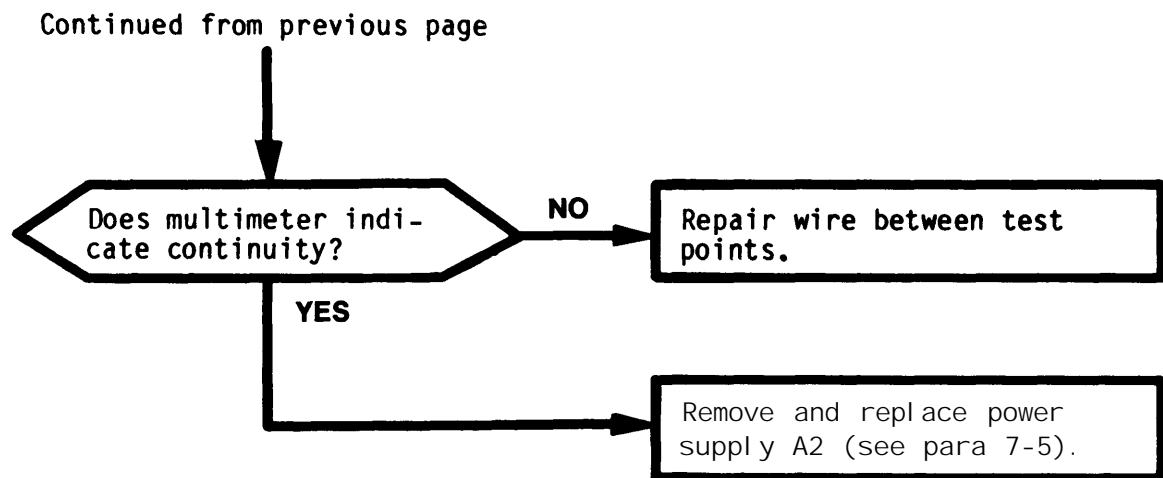 Continued from previous page
Does multimeter indi-
cate continuity?
NO
Repair wire between test
points.
YES
Remove and replace power
supply A2 (see para 7-5).